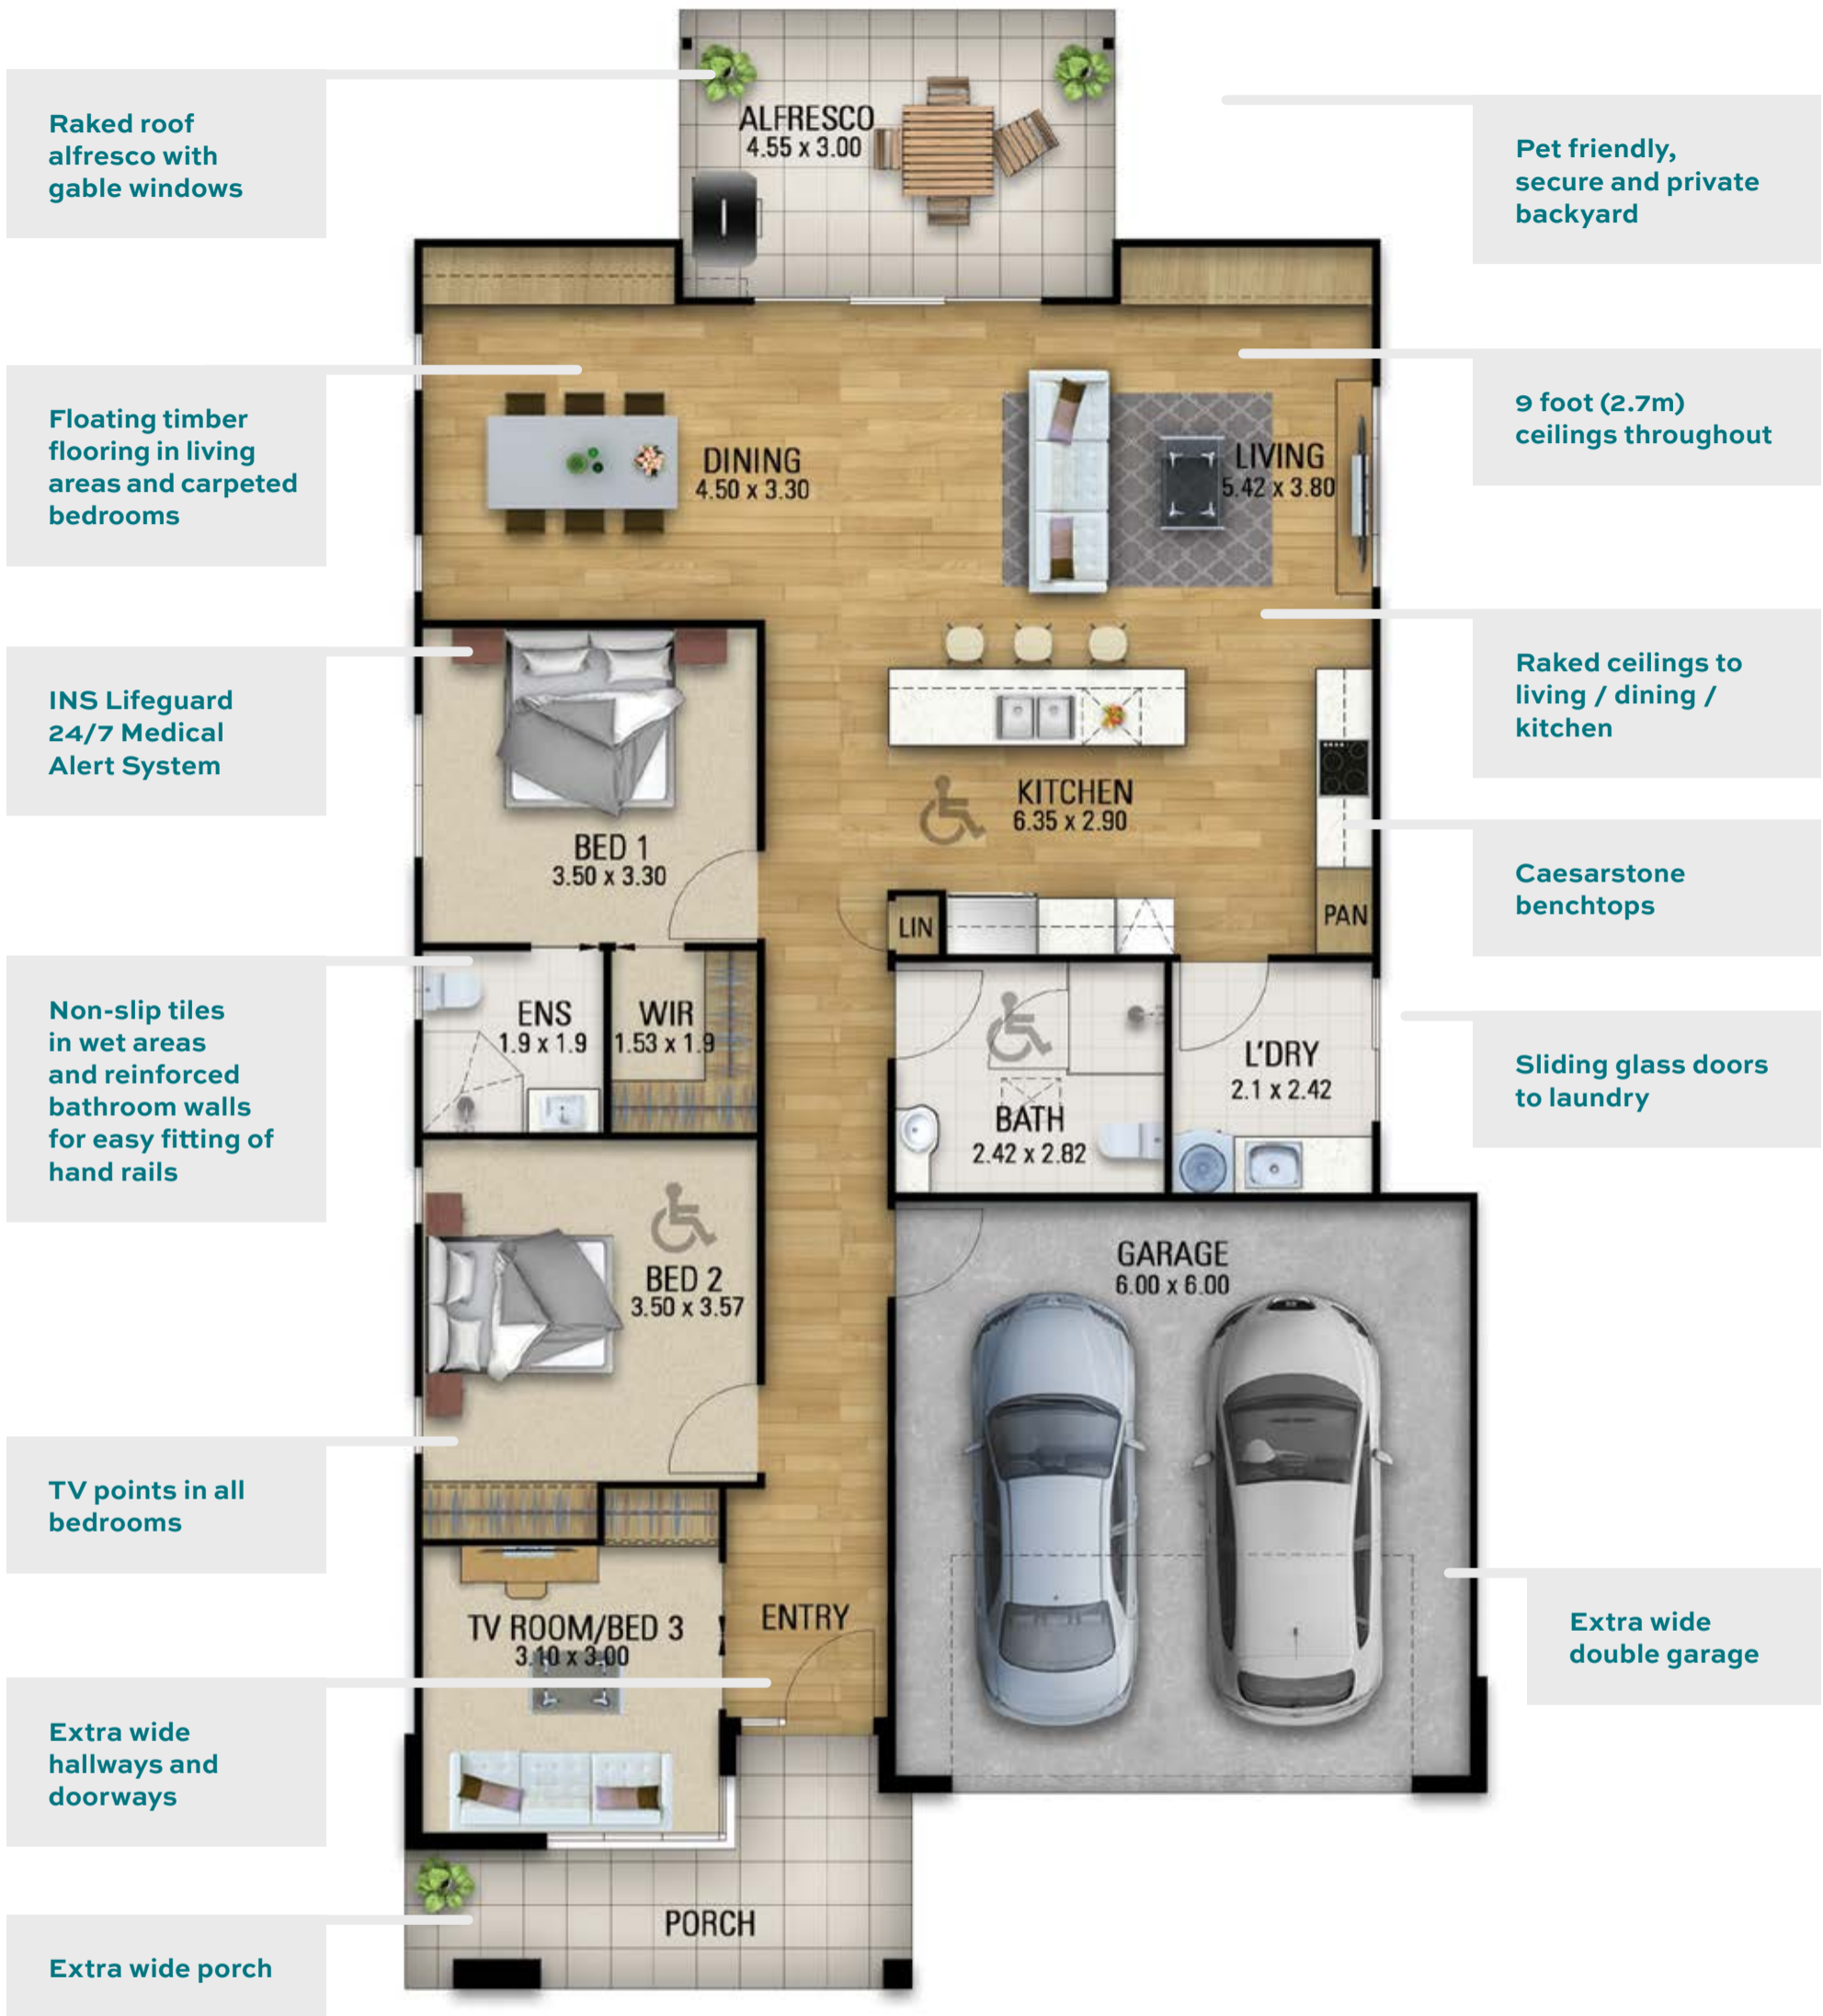 Raked roof
alfresco with
gable windows
Floating timber
flooring in living
areas and carpeted
bedrooms
INS Lifeguard
24/7 Medical
Alert System
Non-slip tiles
in wet areas
and reinforced
bathroom walls
for easy fitting of
hand rails
TV points in all
bedrooms
Extra wide
hallways and
doorways
Extra wide porch
ALFRESCO
4.55 x 3.00
DINING
4.50 x 3.30
LIVING
5.42 x 3.80
KITCHEN
6.35 x 2.90
BED 1
3.50 x 3.30
LIN
PAN
ENS
1.9 x 1.9
WIR
1.53 x 1.9
BATH
2.42 x 2.82
L'DRY
2.1 x 2.42
BED 2
3.50 x 3.57
GARAGE
6.00 x 6.00
TV ROOM/BED 3
3.10 x 3.00
ENTRY
PORCH
Pet friendly,
secure and private
backyard
9 foot (2.7m)
ceilings throughout
Raked ceilings to
living / dining /
kitchen
Caesarstone
benchtops
Sliding glass doors
to laundry
Extra wide
double garage